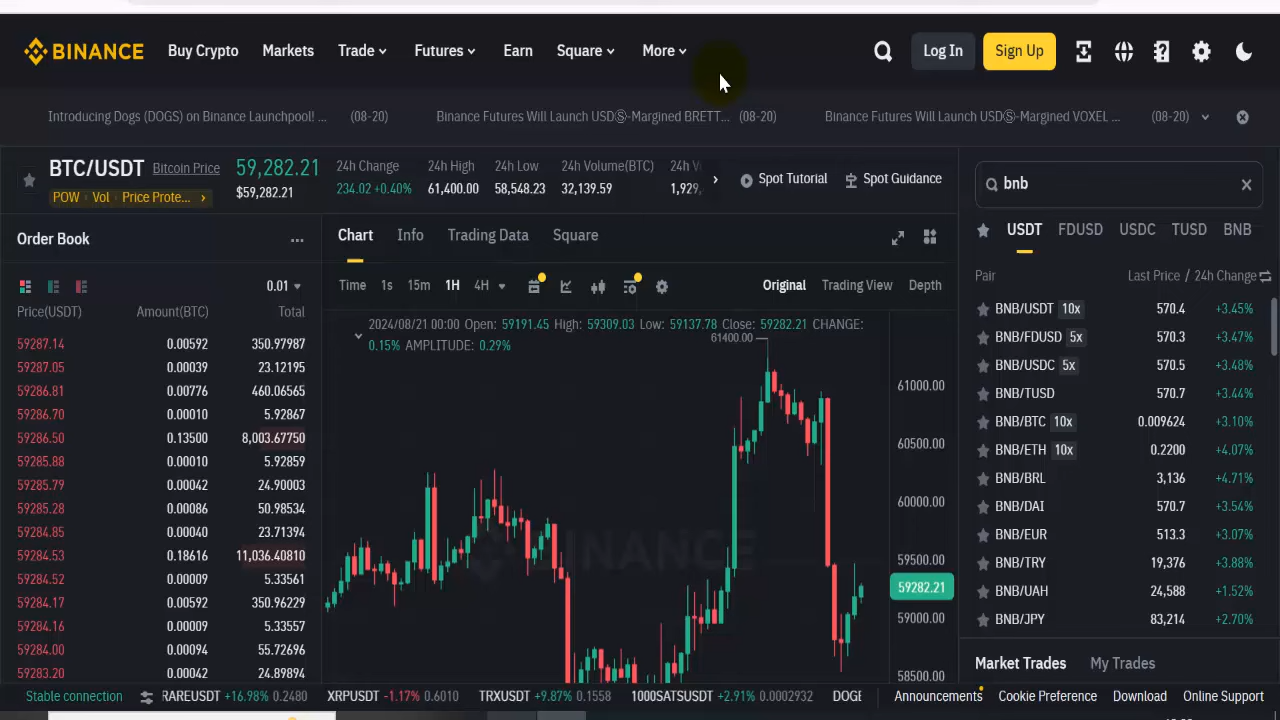 BINANCE
Buy Crypto Markets Trade Futures Earn Square More Log In Sign Up
Introducing Dogs (DOGS) on Binance Launchpool! ... (08-20) Binance Futures Will Launch USDⓈ-Margined BRETT... (08-20) Binance Futures Will Launch USDⓈ-Margined VOXEL ... (08-20)
BTC/USDT Bitcoin Price
POW Vol Price Prote...
59,282.21
$59,282.21
24h Change
234.02 +0.40%
24h High
61,400.00
24h Low
58,548.23
24h Volume(BTC)
32,139.59
24h V
1,929,
Spot Tutorial Spot Guidance
Order Book
0.01
Price(USDT) Amount(BTC) Total
59287.14 0.00592 350.97987
59287.05 0.00039 23.12195
59286.81 0.00776 460.06565
59286.70 0.00010 5.92867
59286.50 0.13500 8,003.67750
59285.88 0.00010 5.92859
59285.79 0.00042 24.90003
59285.28 0.00086 50.98534
59284.85 0.00040 23.71394
59284.53 0.18616 11,036.40810
59284.52 0.00009 5.33561
59284.17 0.00592 350.96229
59284.16 0.00009 5.33557
59284.00 0.00094 55.72696
59283.20 0.00042 24.89894
Chart Info Trading Data Square
Time 1s 15m 1H 4H Original Trading View Depth
2024/08/21 00:00 Open: 59191.45 High: 59309.03 Low: 59137.78 Close: 59282.21 CHANGE:
0.15% AMPLITUDE: 0.29%
61400.00
61000.00
60500.00
60000.00
59500.00
59282.21
59000.00
58500.00
BINANCE
bnb
USDT FDUSD USDC TUSD BNB
Pair Last Price / 24h Change
BNB/USDT 10x 570.4 +3.45%
BNB/FDUSD 5x 570.3 +3.47%
BNB/USDC 5x 570.5 +3.48%
BNB/TUSD 570.7 +3.44%
BNB/BTC 10x 0.009624 +3.10%
BNB/ETH 10x 0.2200 +4.07%
BNB/BRL 3,136 +4.71%
BNB/DAI 570.7 +3.54%
BNB/EUR 513.3 +3.07%
BNB/TRY 19,376 +3.88%
BNB/UAH 24,588 +1.52%
BNB/JPY 83,214 +2.70%
Market Trades My Trades
Stable connection RAREUSDT +16.98% 0.2480 XRPUSDT -1.17% 0.6010 TRXUSDT +9.87% 0.1558 1000SATSUSDT +2.91% 0.0002932 DOGE Announcements Cookie Preference Download Online Support